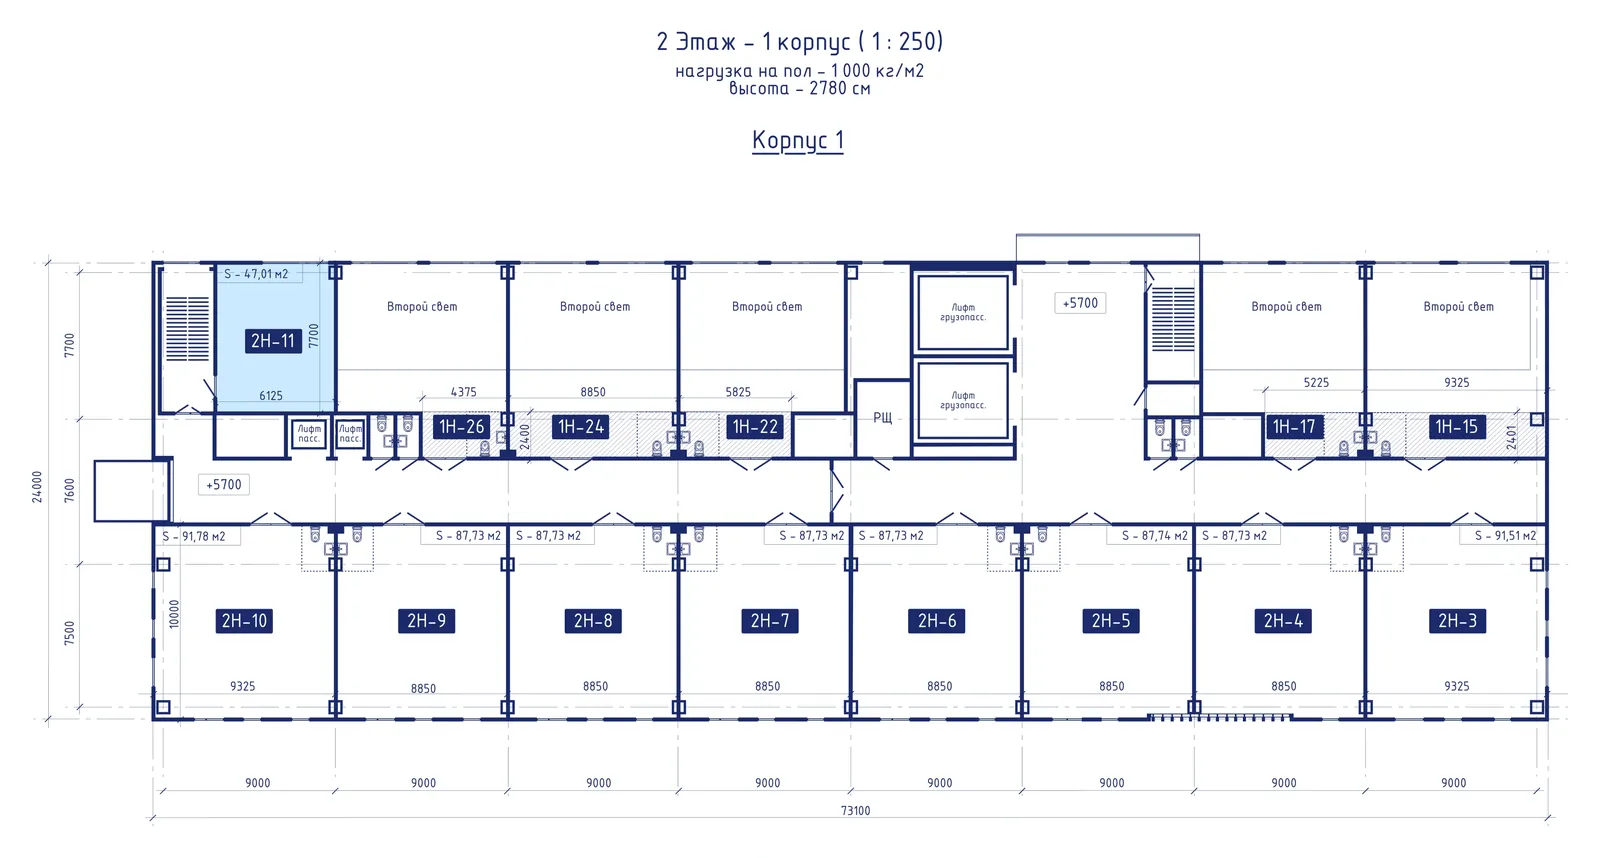 2 Этаж - 1 корпус ( 1 : 250)
нагрузка на пол - 1 000 кг/м2
высота - 2780 см
Корпус 1
S - 47,01 м2
Второй свет
Второй свет
Второй свет
Лифт
грузопасс.
+5700
Второй свет
Второй свет
2Н-11
7700
7700
6125
4375
8850
5825
Лифт
грузопасс.
5225
9325
РЩ
Лифт
пасс.
Лифт
пасс.
1Н-26
2400
1Н-24
1Н-22
1Н-17
1Н-15
2401
24000
7600
+5700
S - 91,78 м2
S - 87,73 м2
S - 87,73 м2
S - 87,73 м2
S - 87,73 м2
S - 87,74 м2
S - 87,73 м2
S - 91,51 м2
7500
10000
2Н-10
2Н-9
2Н-8
2Н-7
2Н-6
2Н-5
2Н-4
2Н-3
9325
8850
8850
8850
8850
8850
8850
9325
9000
9000
9000
9000
9000
9000
9000
9000
73100